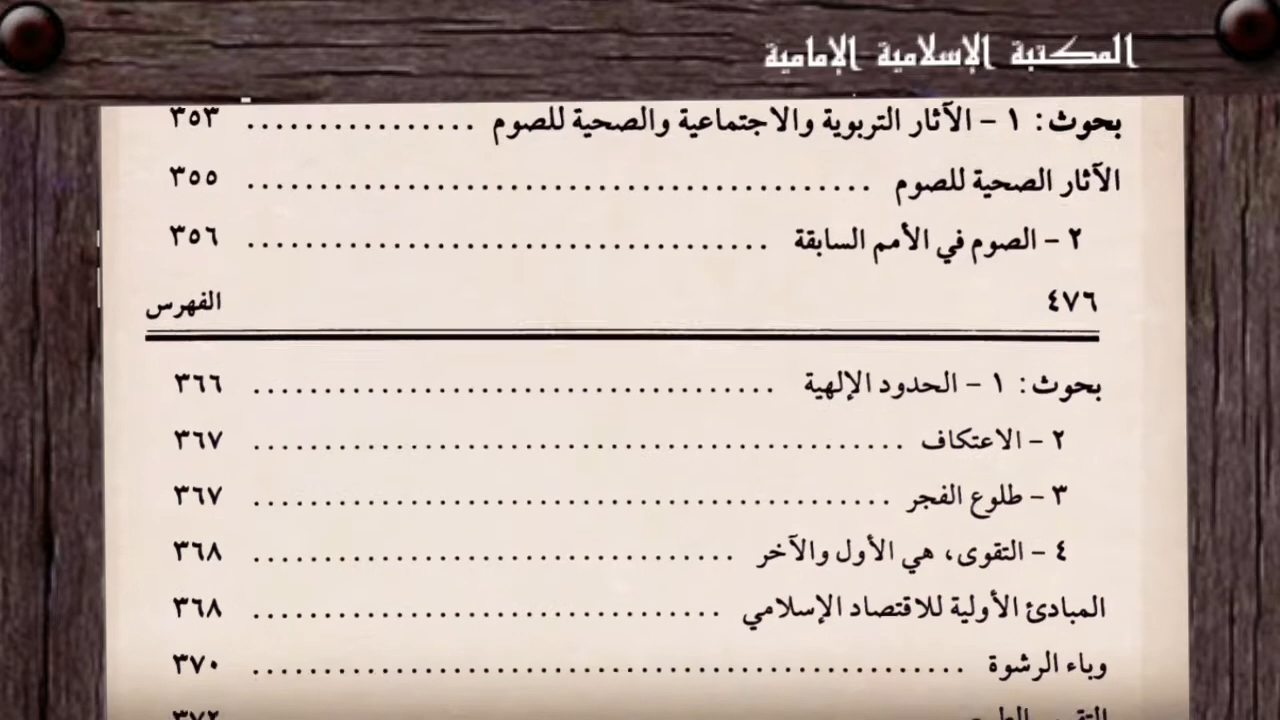 المكتبة الإسلامية الإمامية
بحوث: ١ - الآثار التربوية والاجتماعية والصحية للصوم ................ ٣٥٣
الآثار الصحية للصوم ........................................... ٣٥٥
٢ - الصوم في الأمم السابقة .................................... ٣٥٦
٤٧٦ الفهرس
بحوث: ١ - الحدود الإلهية .................................... ٣٦٦
٢ - الاعتكاف ............................................. ٣٦٧
٣ - طلوع الفجر ............................................ ٣٦٧
٤ - التقوى، هي الأول والآخر ................................. ٣٦٨
المبادئ الأولية للاقتصاد الإسلامي ................................ ٣٦٨
وباء الرشوة ................................................. ٣٧٠